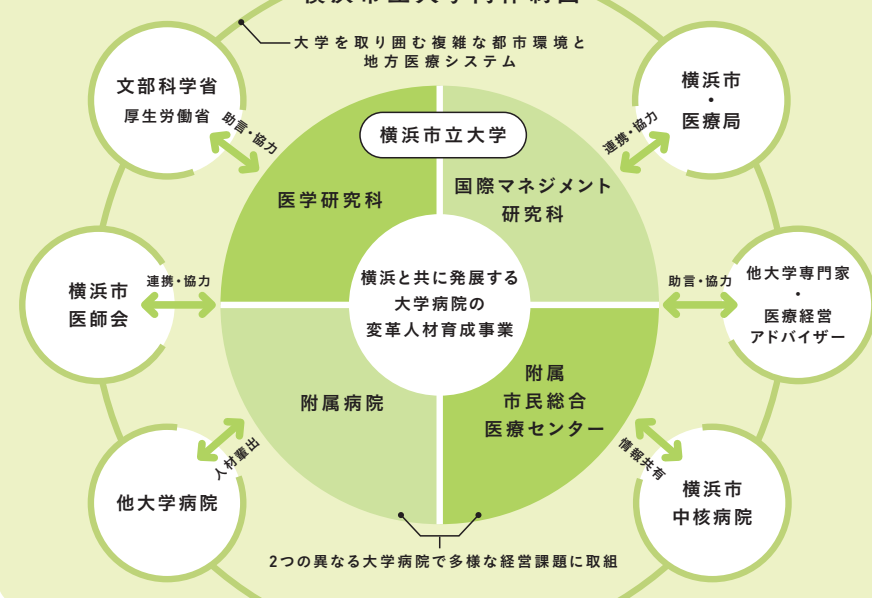 大学を取り囲む複雑な都市環境と
地方医療システム
文部科学省
厚生労働省
助言・協力
横浜市
・
医療局
連携・協力
横浜市立大学
医学研究科
国際マネジメント
研究科
横浜市
医師会
連携・協力
横浜と共に発展する
大学病院の
変革人材育成事業
助言・協力
他大学専門家
・
医療経営
アドバイザー
附属病院
附属
市民総合
医療センター
他大学病院
人材輩出
情報共有
横浜市
中核病院
2つの異なる大学病院で多様な経営課題に取組